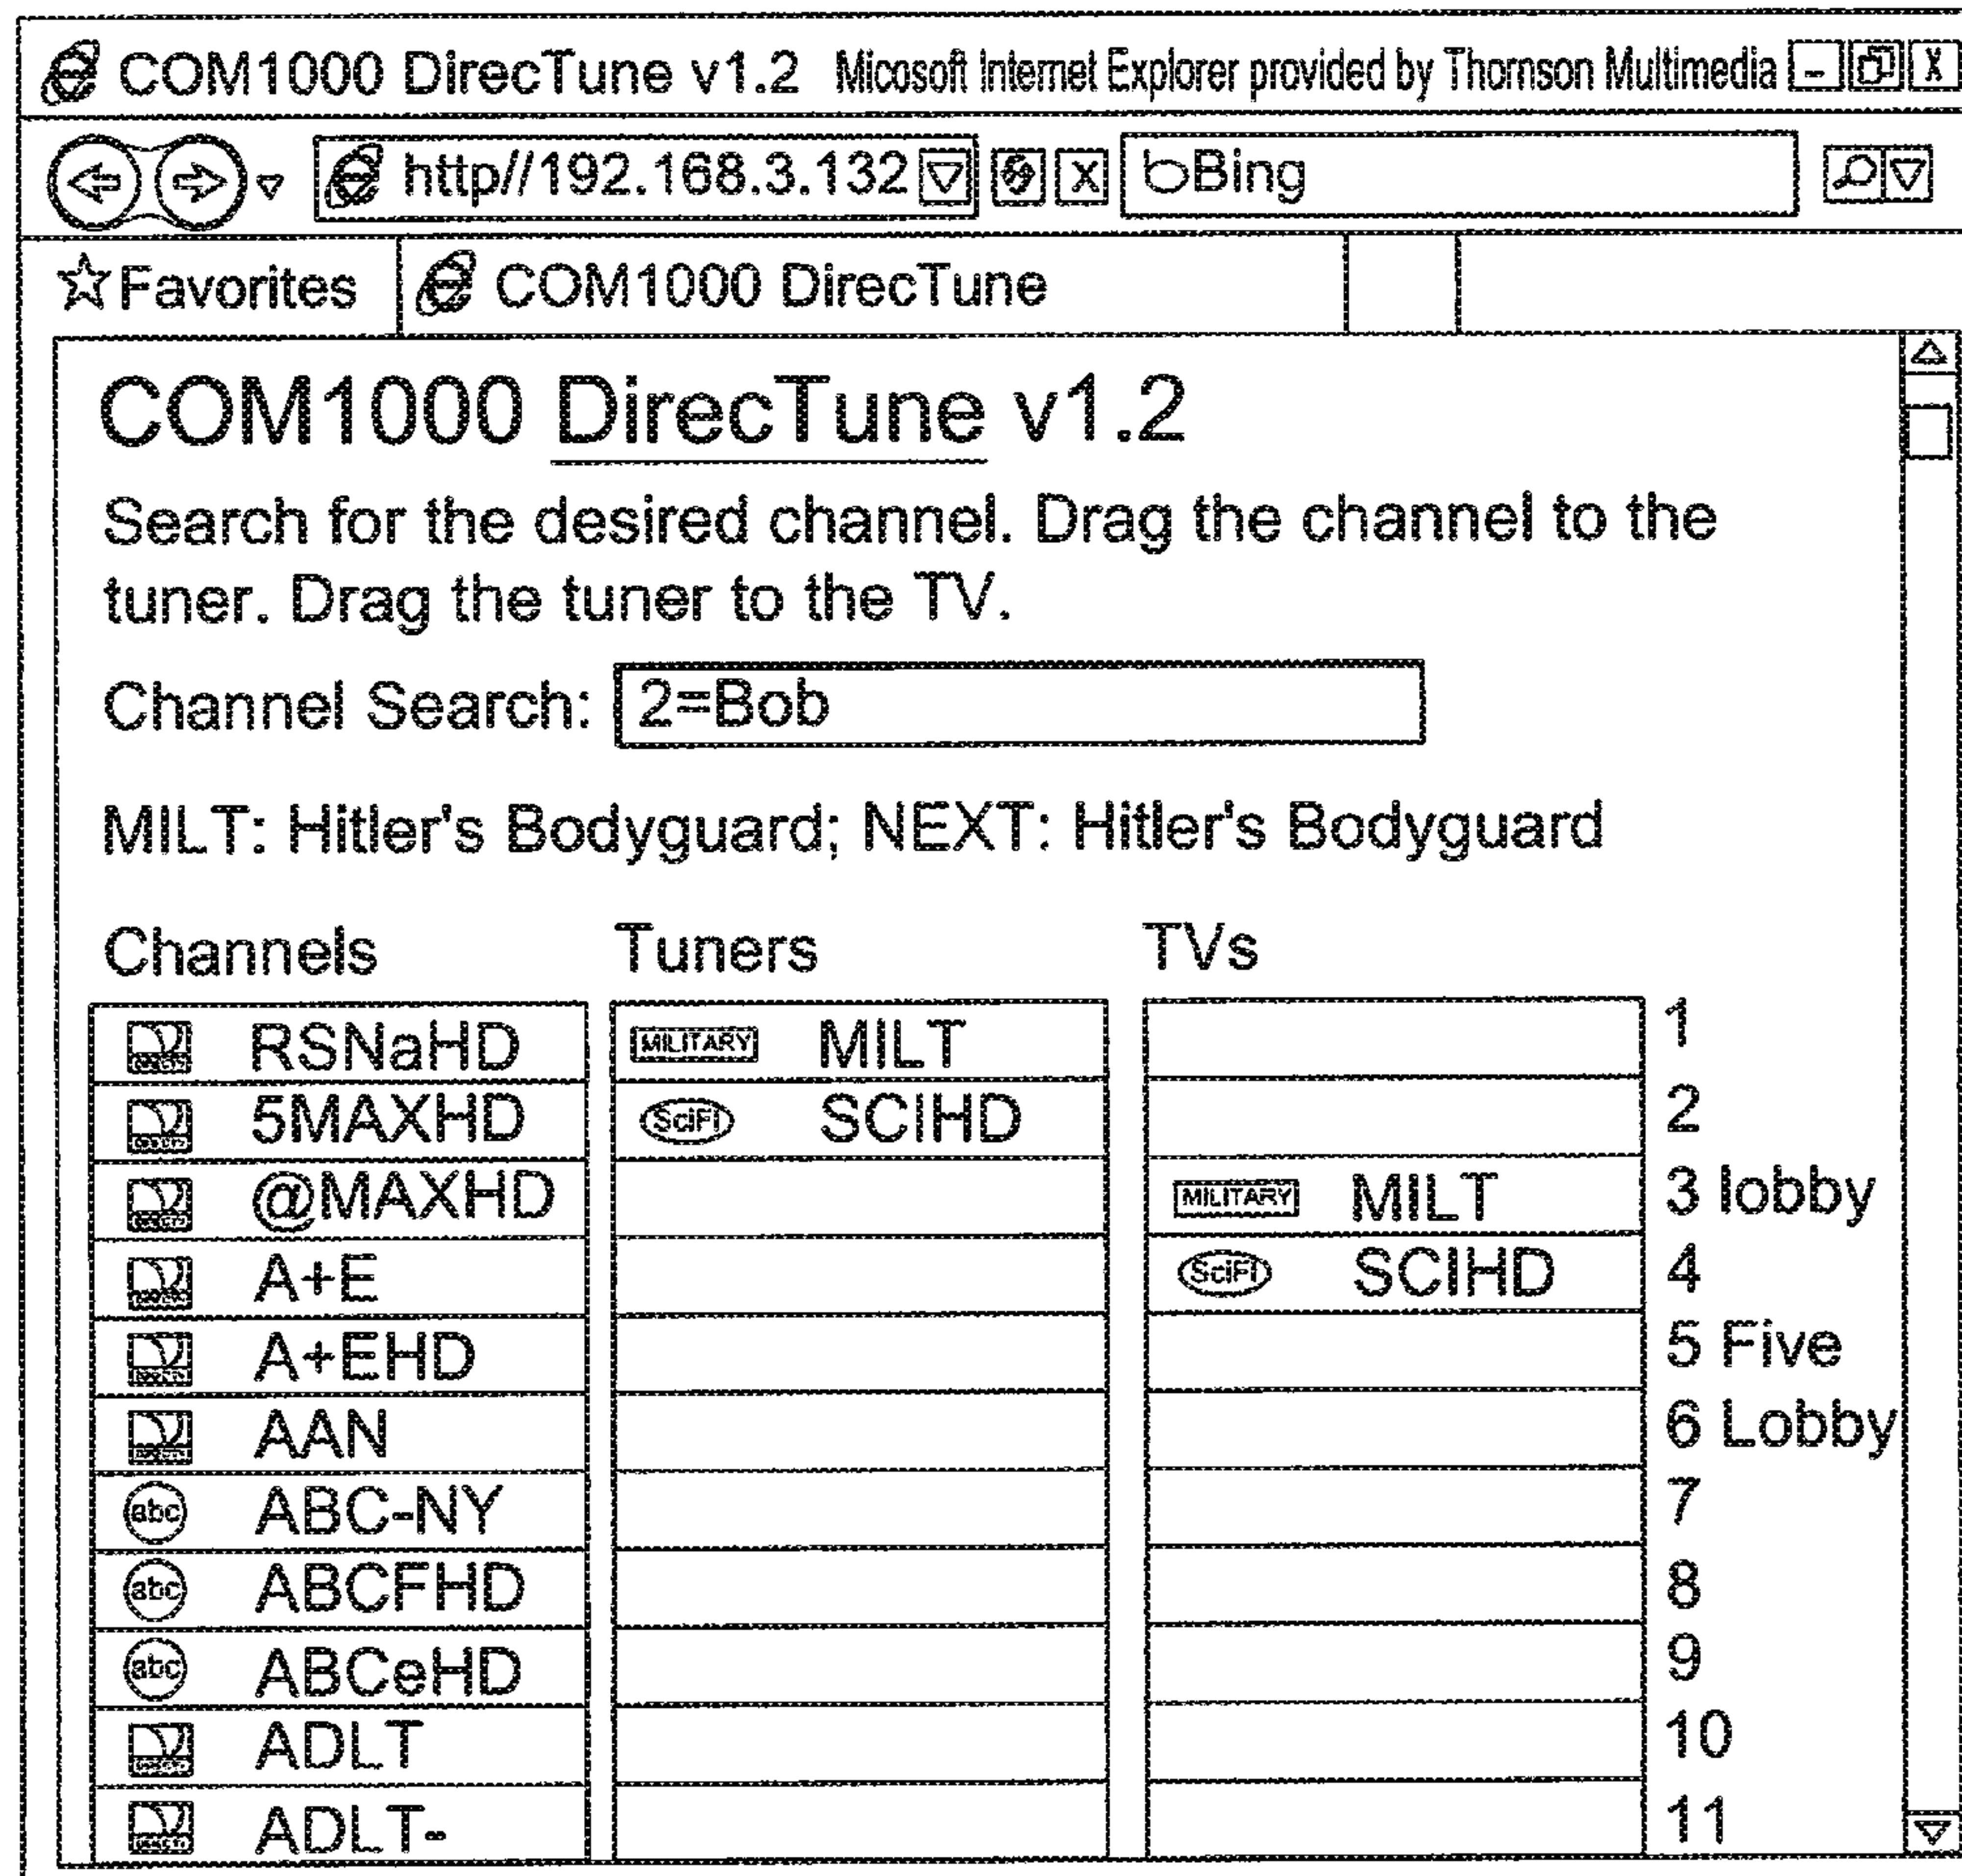 COM1000 DirecTune v1.2 Micosoft Internet Explorer provided by Thornson Multimedia - X
http//192.168.3.132 X bBing
Favorites COM1000 DirecTune
COM1000 DirecTune v1.2
Search for the desired channel. Drag the channel to the
tuner. Drag the tuner to the TV.
Channel Search: 2=Bob
MILT: Hitler's Bodyguard; NEXT: Hitler's Bodyguard
Channels Tuners TVs
RSNaHD MILITARY MILT 1
5MAXHD SciFi SCIHD 2
@MAXHD MILITARY MILT 3 lobby
A+E SciFi SCIHD 4
A+EHD 5 Five
AAN 6 Lobby
abc ABC-NY 7
abc ABCFHD 8
abc ABCeHD 9
ADLT 10
ADLT- 11